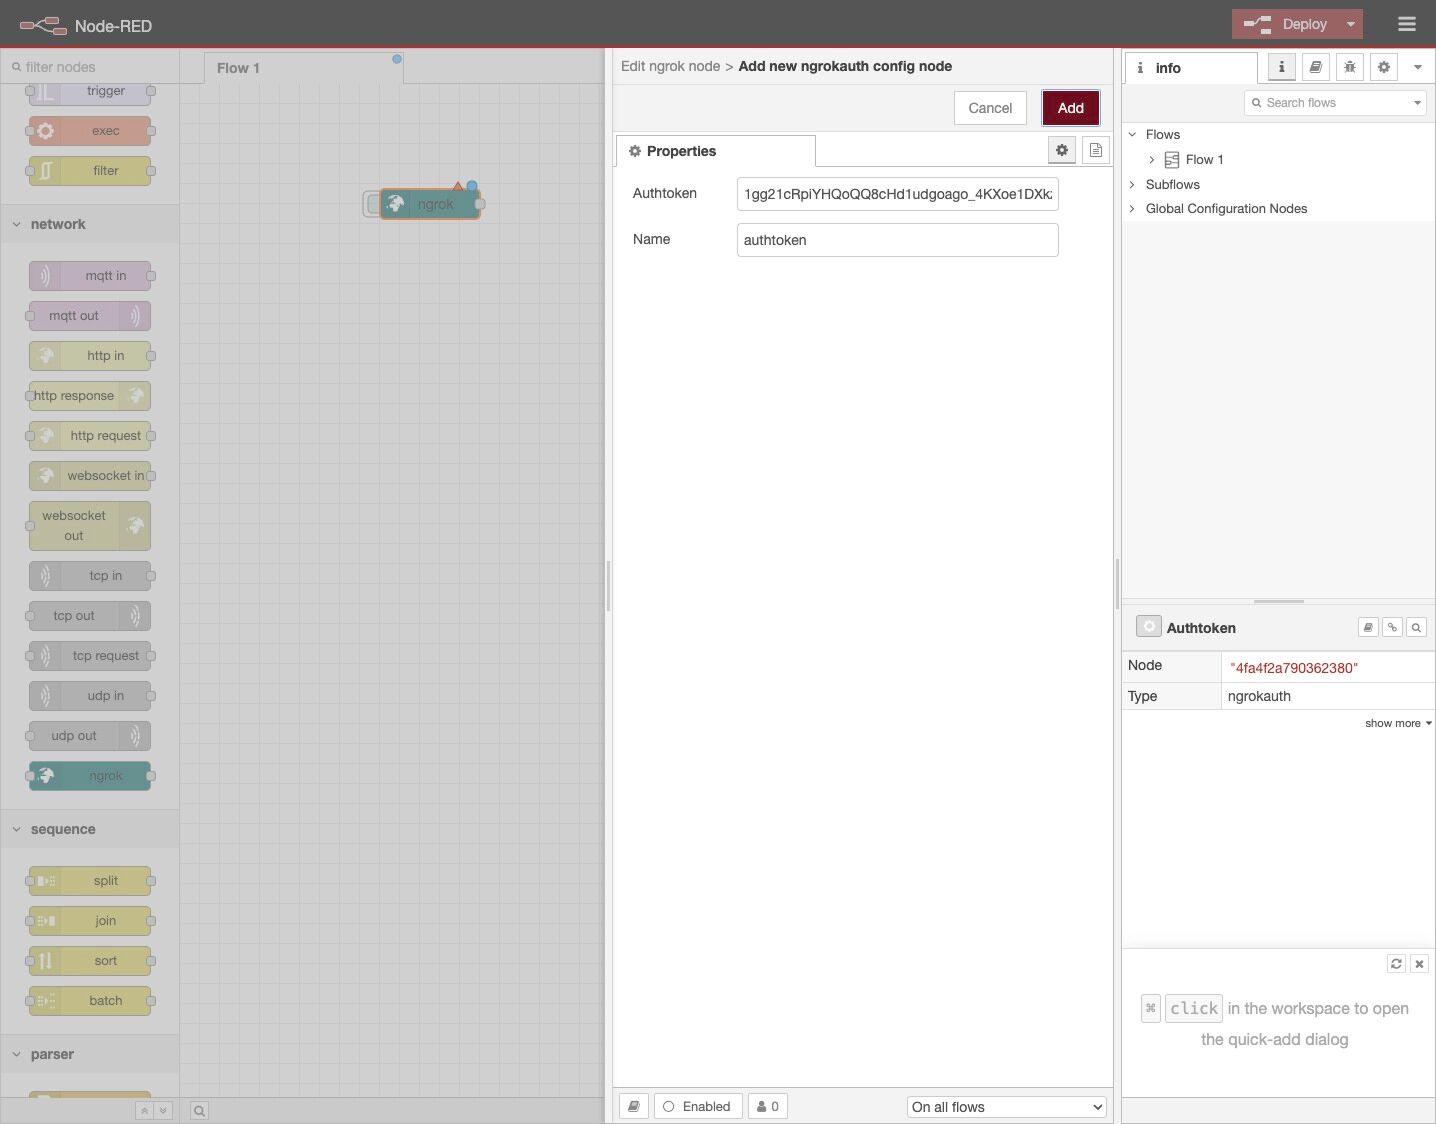 Node-RED
Deploy
filter nodes
Flow 1
Edit ngrok node > Add new ngrokauth config node
info
Cancel
Add
Search flows
trigger
exec
filter
Properties
Flows
Flow 1
Subflows
Global Configuration Nodes
Authtoken
1gg21cRpiYHQoQQ8cHd1udgoago_4KXoe1DXk
Name
authtoken
ngrok
network
mqtt in
mqtt out
http in
http response
http request
websocket in
websocket
out
tcp in
tcp out
tcp request
udp in
udp out
ngrok
Authtoken
Node
"4fa4f2a790362380"
Type
ngrokauth
show more
sequence
split
join
sort
batch
parser
⌘ click in the workspace to open
the quick-add dialog
Enabled
0
On all flows